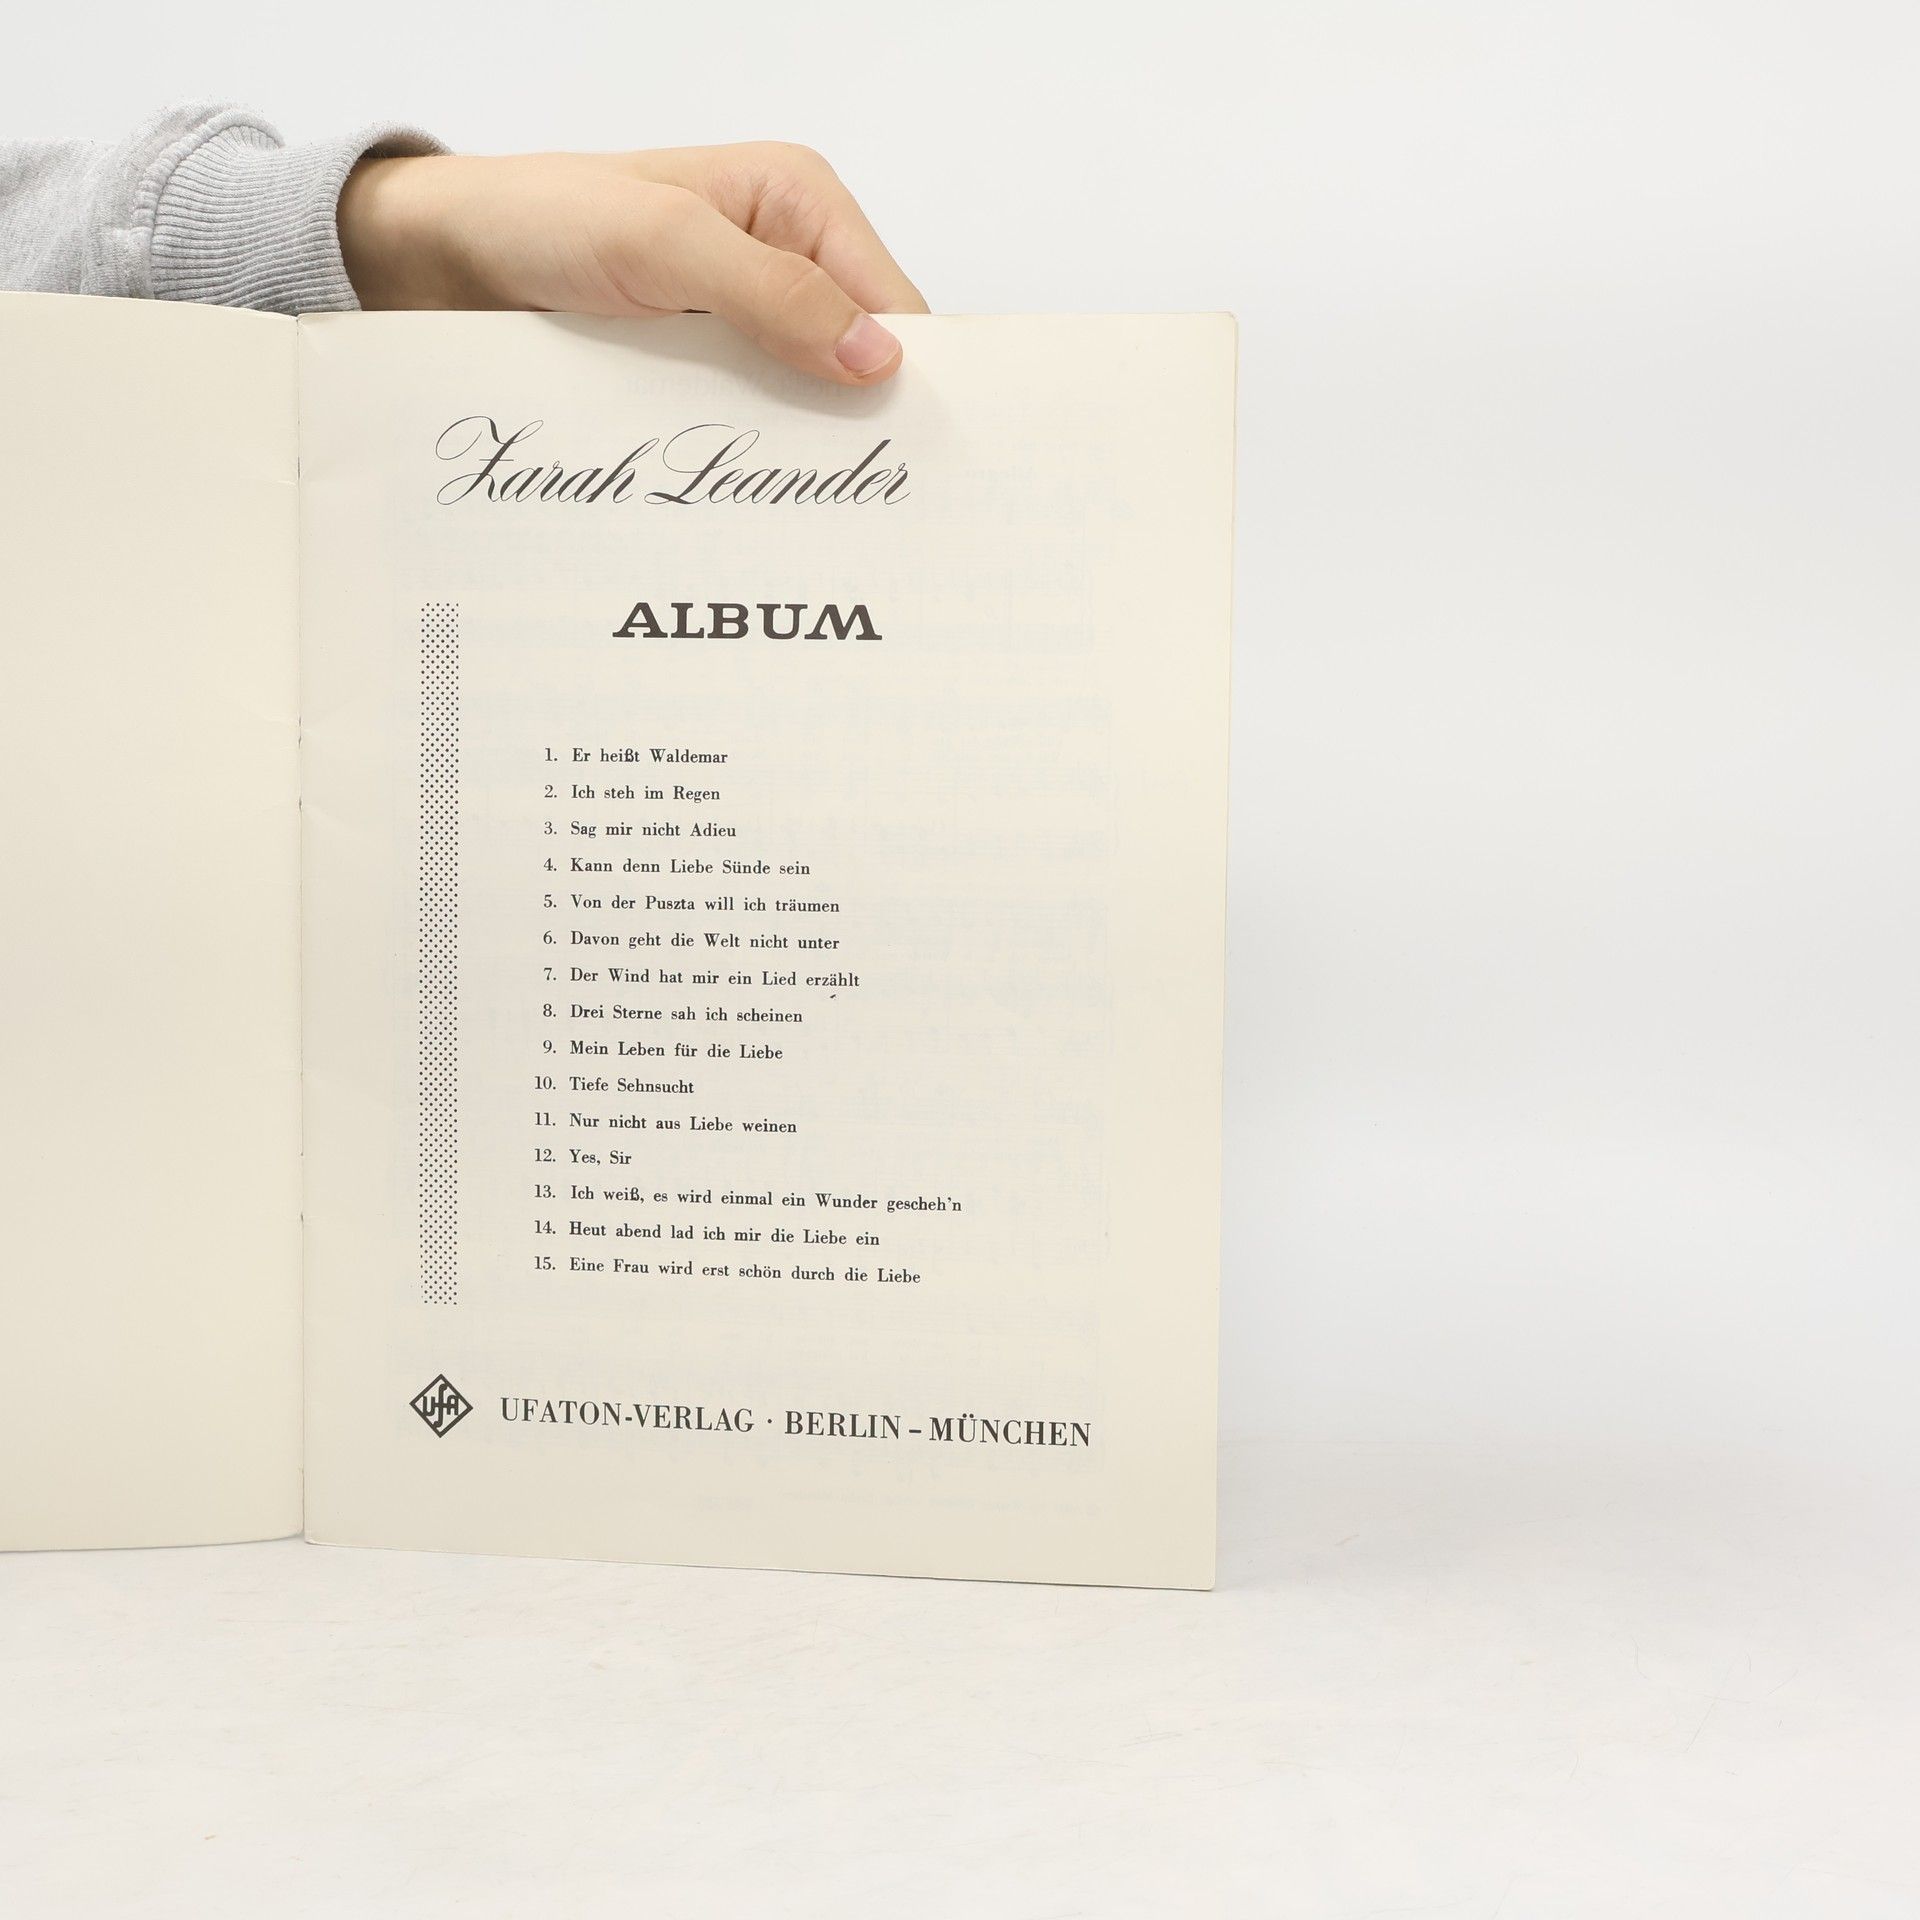 Zarah Leander
ALBUM
1. Er heißt Waldemar
2. Ich steh im Regen
3. Sag mir nicht Adieu
4. Kann denn Liebe Sünde sein
5. Von der Puszta will ich träumen
6. Davon geht die Welt nicht unter
7. Der Wind hat mir ein Lied erzählt
8. Drei Sterne sah ich scheinen
9. Mein Leben für die Liebe
10. Tiefe Sehnsucht
11. Nur nicht aus Liebe weinen
12. Yes, Sir
13. Ich weiß, es wird einmal ein Wunder gescheh'n
14. Heut abend lad ich mir die Liebe ein
15. Eine Frau wird erst schön durch die Liebe
UFA UFATON-VERLAG · BERLIN – MÜNCHEN